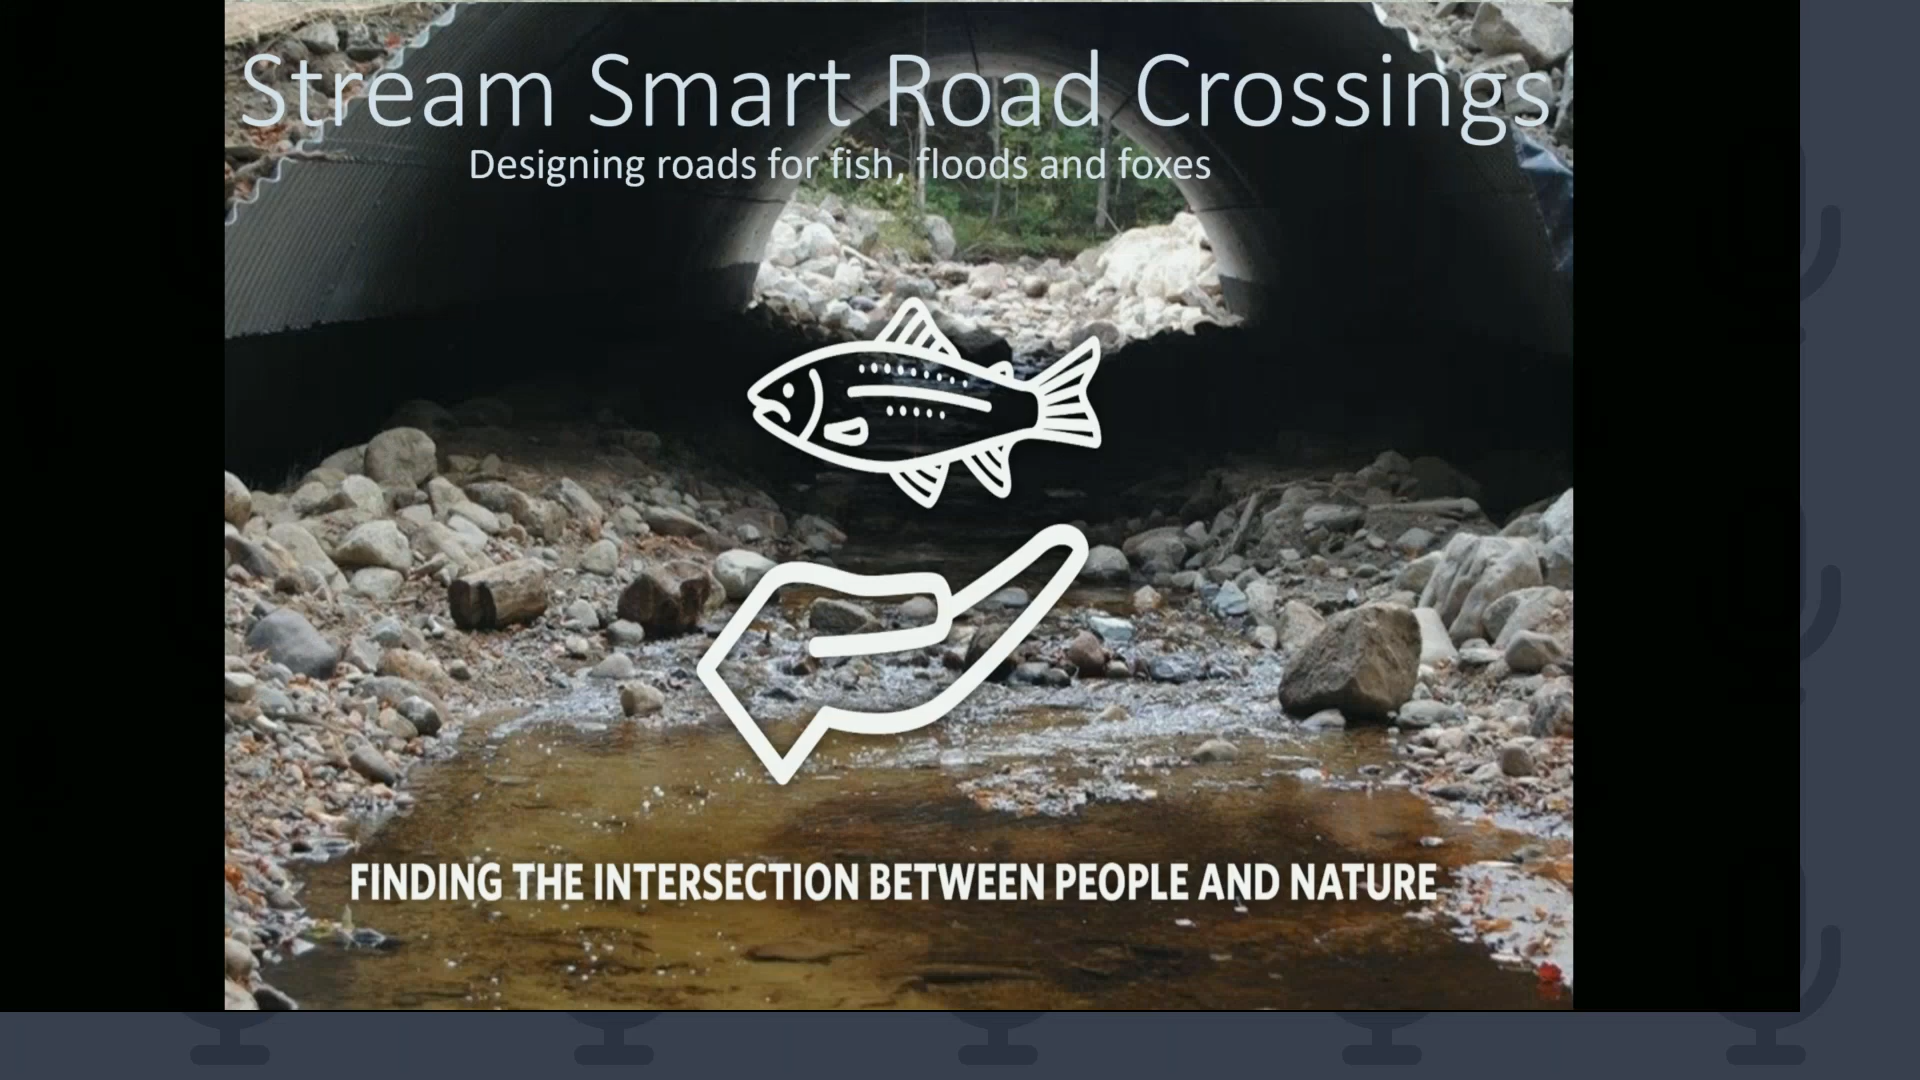 Stream Smart Road Crossings
Designing roads for fish, floods and foxes
FINDING THE INTERSECTION BETWEEN PEOPLE AND NATURE